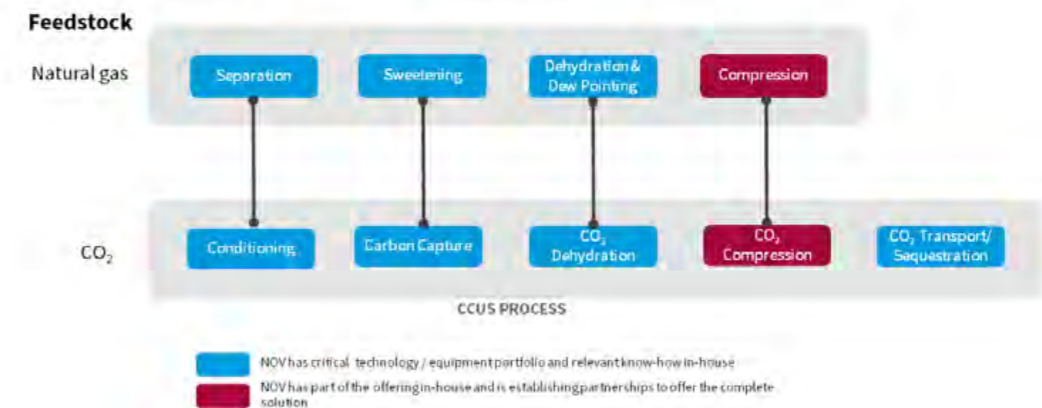 Feedstock
Natural gas
Separation
Sweetening
Dehydration &
Dew Pointing
Compression
CO₂
Conditioning
Carbon Capture
CO₂
Dehydration
CO₂
Compression
CO₂ Transport/
Sequestration
CCUS PROCESS
NOV has critical technology / equipment portfolio and relevant know-how in-house
NOV has part of the offering in-house and is establishing partnerships to offer the complete
solution